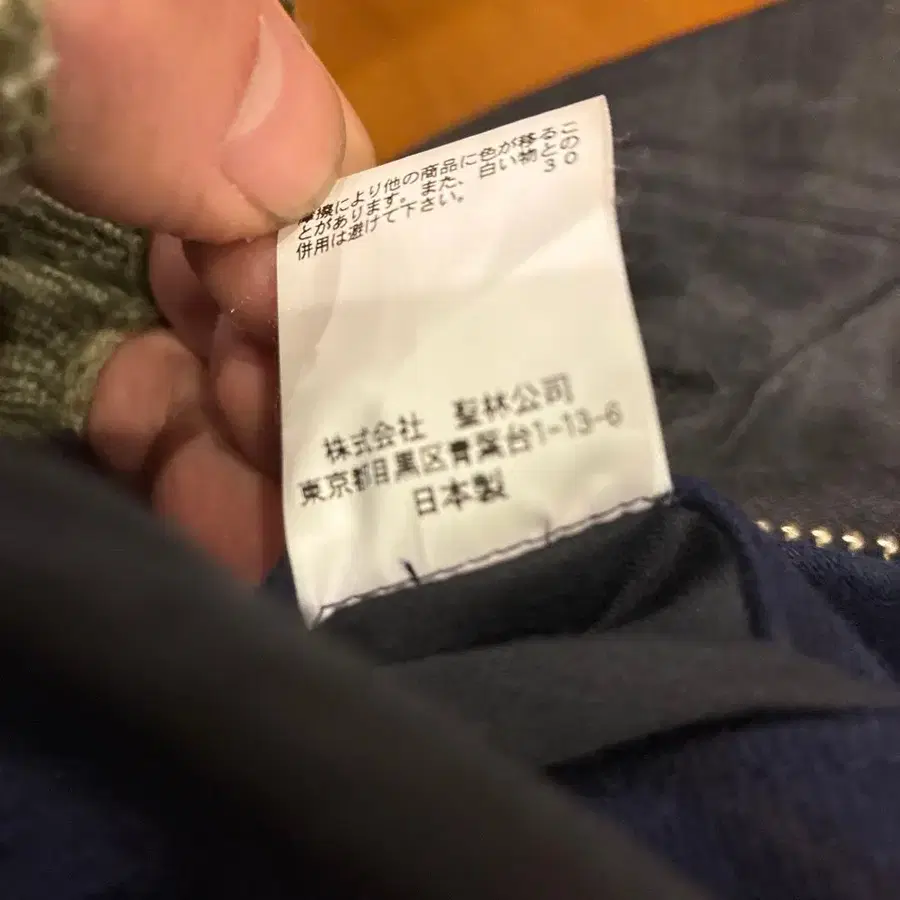 摩擦により他の商品に色が移るこ
とがあります。また、白い物との
併用は避けて下さい。 30
株式会社 聖林公司
東京都目黒区青葉台1-13-6
日本製